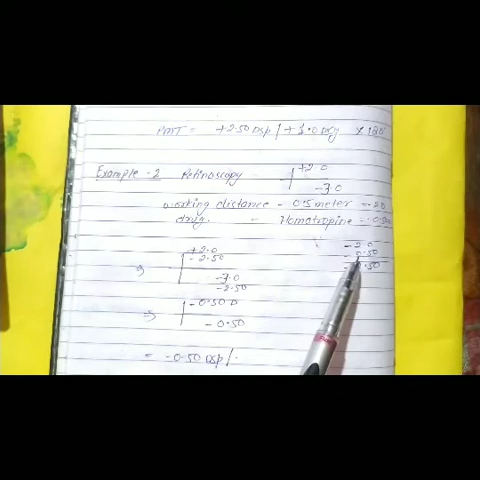 PMT = +2.50 Dsp / +1.0 Dcy × 180°
Example - 2 Retinoscopy +2.0
-3.0
working distance - 0.5 meter = -2D
drug. - Homatropine = -0.50
-2.0
-0.50
-2.50
⇒ +2.0
-2.50
-3.0
-2.50
⇒ -0.50 D
-0.50
= -0.50 Dsp /